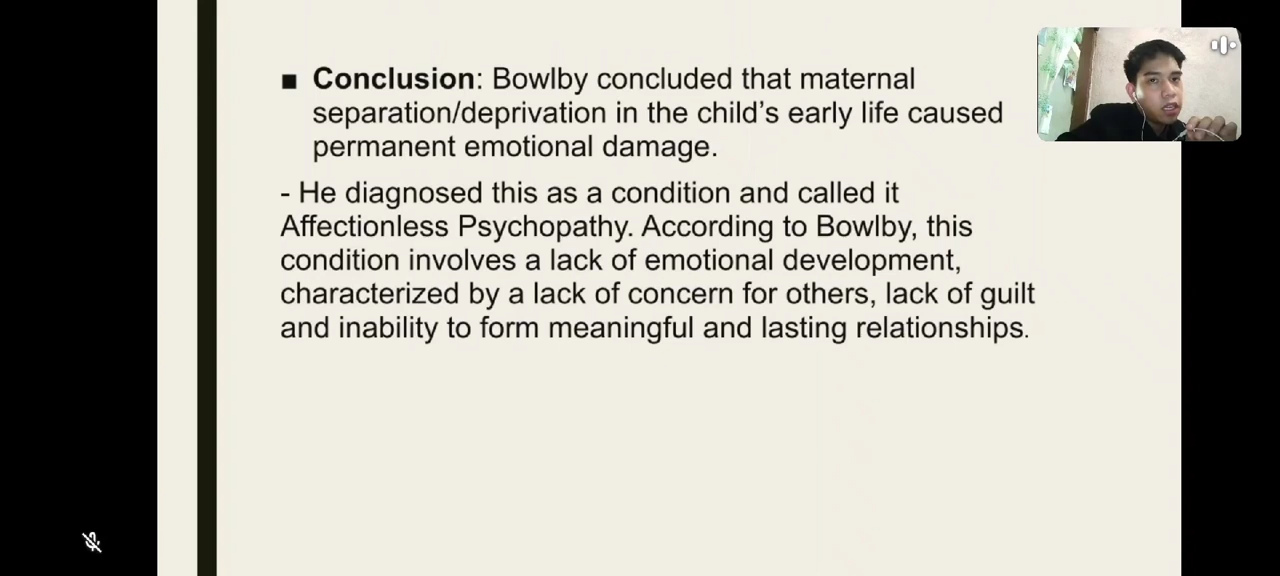 ■ Conclusion: Bowlby concluded that maternal
separation/deprivation in the child’s early life caused
permanent emotional damage.
- He diagnosed this as a condition and called it
Affectionless Psychopathy. According to Bowlby, this
condition involves a lack of emotional development,
characterized by a lack of concern for others, lack of guilt
and inability to form meaningful and lasting relationships.